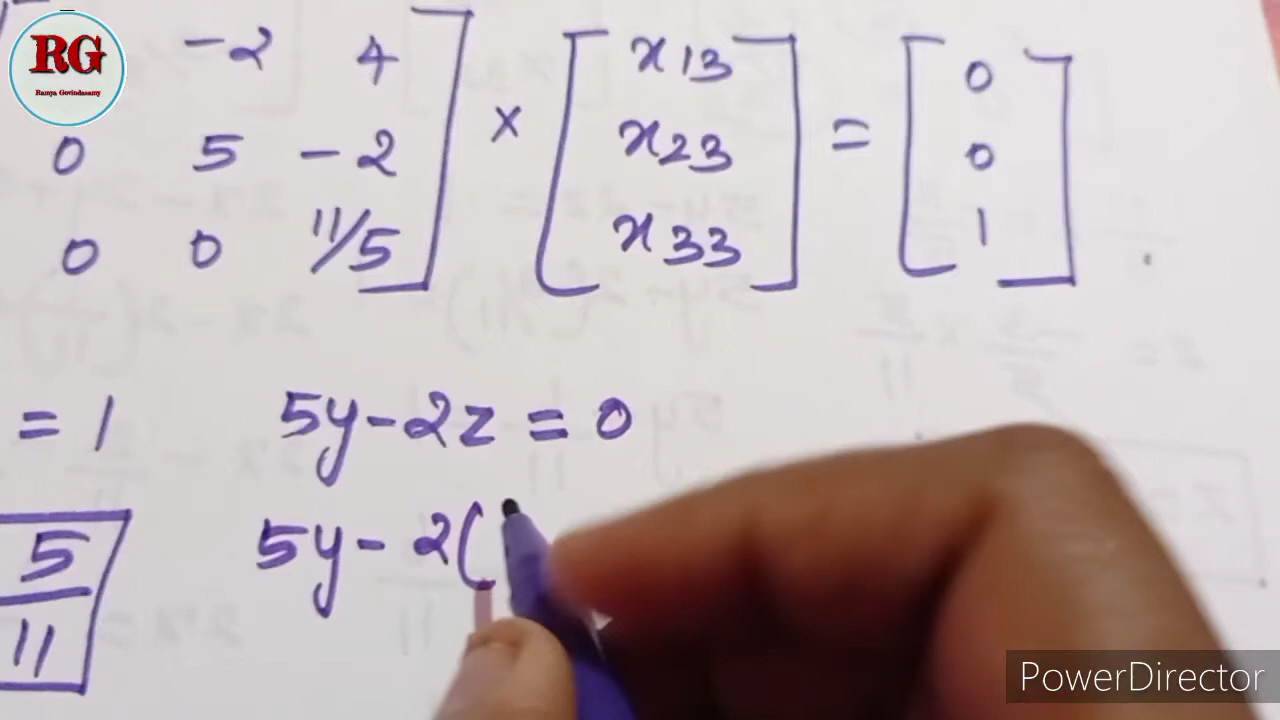 RG
Ramya Govindasamy
-2 4
0 5 -2
0 0 11/5
×
x13
x23
x33
=
0
0
1
= 1
5y-2z = 0
5
11
5y- 2(
PowerDirector